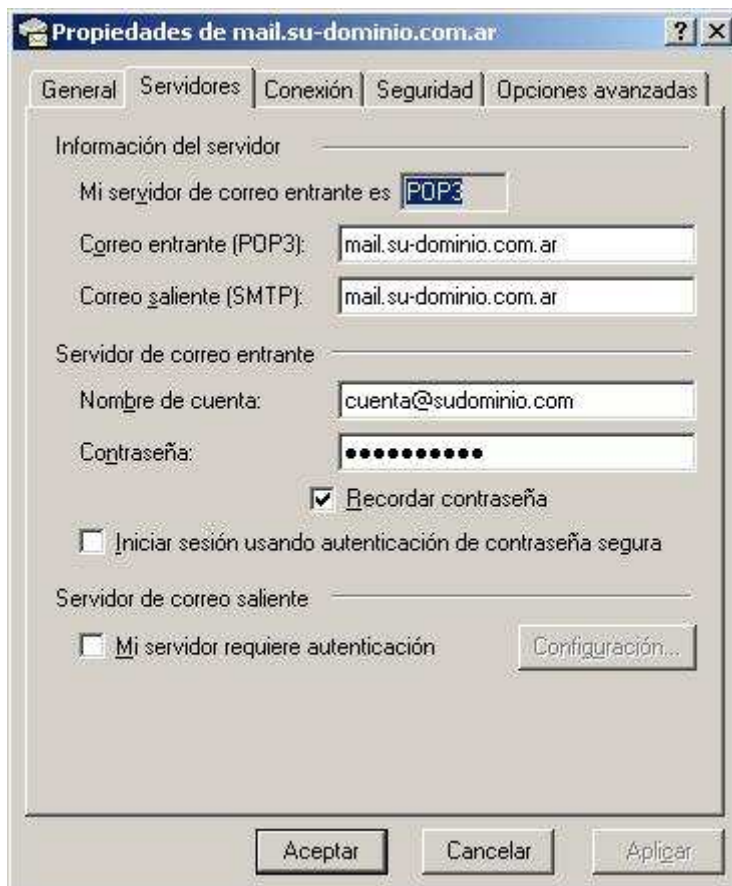 Propiedades de mail.su-dominio.com.ar
General Servidores Conexión Seguridad Opciones avanzadas
Información del servidor
Mi servidor de correo entrante es POP3
Correo entrante (POP3): mail.su-dominio.com.ar
Correo saliente (SMTP): mail.su-dominio.com.ar
Servidor de correo entrante
Nombre de cuenta: cuenta@sudominio.com
Contraseña: ●●●●●●●●●●
Recordar contraseña
Iniciar sesión usando autenticación de contraseña segura
Servidor de correo saliente
Mi servidor requiere autenticación Configuración...
Aceptar Cancelar Aplicar